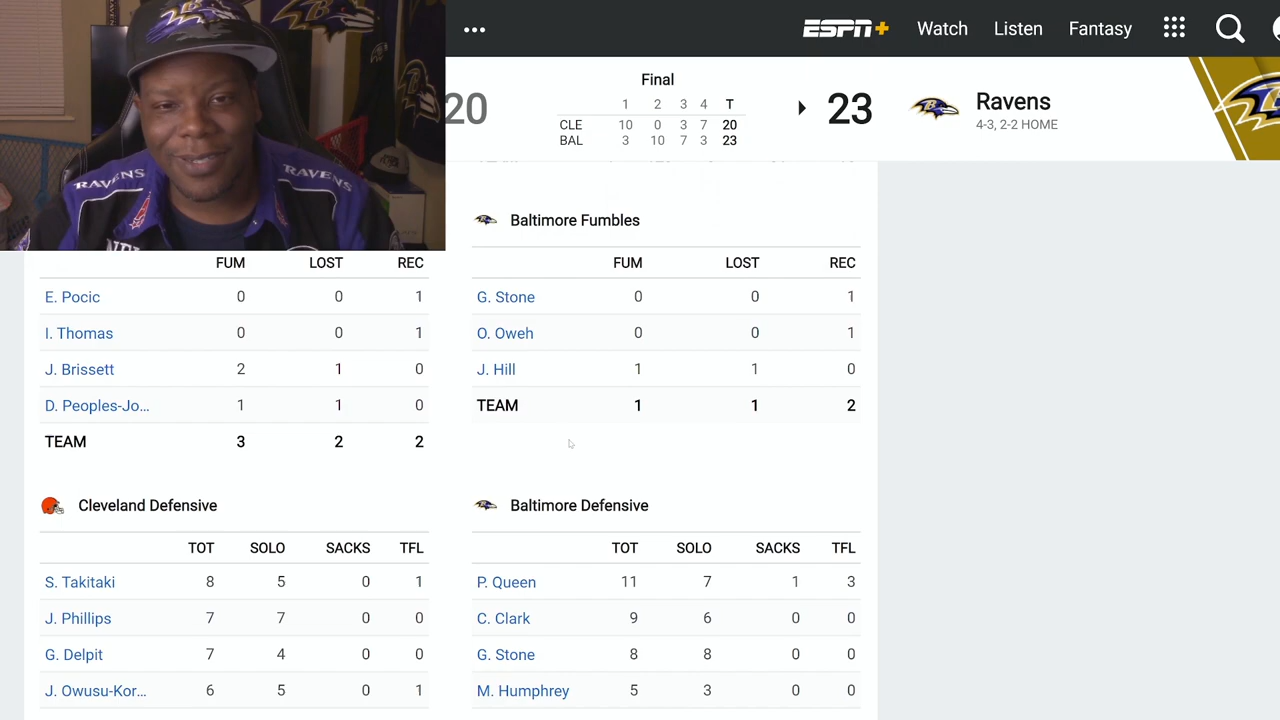 ... ESPN+ Watch Listen Fantasy
Final
20 1 2 3 4 T 23 Ravens
CLE 10 0 3 7 20 4-3, 2-2 HOME
BAL 3 10 7 3 23
RAVENS RAVENS
Baltimore Fumbles
FUM LOST REC FUM LOST REC
E. Pocic 0 0 1 G. Stone 0 0 1
I. Thomas 0 0 1 O. Oweh 0 0 1
J. Brissett 2 1 0 J. Hill 1 1 0
D. Peoples-Jo... 1 1 0 TEAM 1 1 2
TEAM 3 2 2
Cleveland Defensive Baltimore Defensive
TOT SOLO SACKS TFL TOT SOLO SACKS TFL
S. Takitaki 8 5 0 1 P. Queen 11 7 1 3
J. Phillips 7 7 0 0 C. Clark 9 6 0 0
G. Delpit 7 4 0 0 G. Stone 8 8 0 0
J. Owusu-Kor... 6 5 0 1 M. Humphrey 5 3 0 0